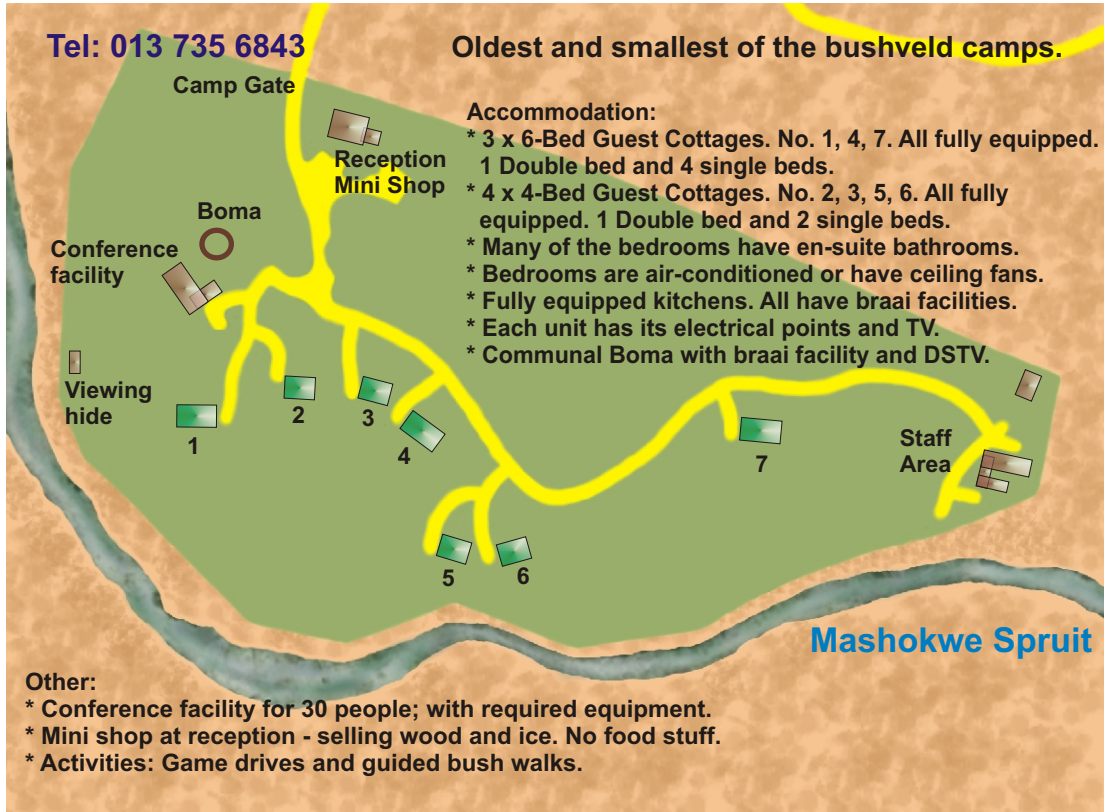 Tel: 013 735 6843
Oldest and smallest of the bushveld camps.
Camp Gate
Accommodation:
* 3 x 6-Bed Guest Cottages. No. 1, 4, 7. All fully equipped.
1 Double bed and 4 single beds.
* 4 x 4-Bed Guest Cottages. No. 2, 3, 5, 6. All fully
equipped. 1 Double bed and 2 single beds.
* Many of the bedrooms have en-suite bathrooms.
* Bedrooms are air-conditioned or have ceiling fans.
* Fully equipped kitchens. All have braai facilities.
* Each unit has its electrical points and TV.
* Communal Boma with braai facility and DSTV.
Reception
Mini Shop
Boma
Conference
facility
Viewing
hide
1
2
3
4
5
6
7
Staff
Area
Mashokwe Spruit
Other:
* Conference facility for 30 people; with required equipment.
* Mini shop at reception - selling wood and ice. No food stuff.
* Activities: Game drives and guided bush walks.